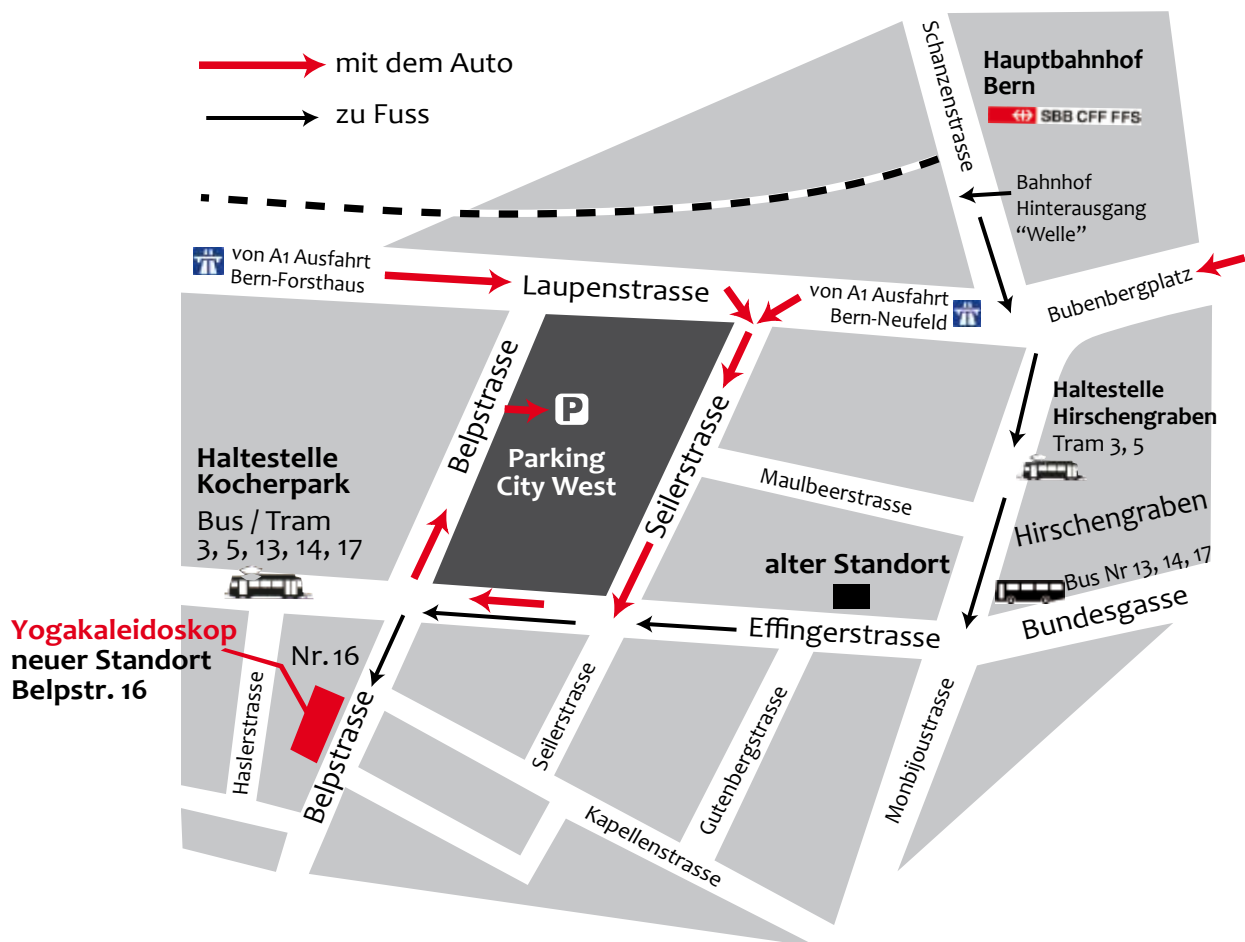 mit dem Auto
zu Fuss
Schanzenstrasse
Hauptbahnhof
Bern
SBB CFF FFS
Bahnhof
Hinterausgang
“Welle”
von A1 Ausfahrt
Bern-Forsthaus
Laupenstrasse
von A1 Ausfahrt
Bern-Neufeld
Bubenbergplatz
Belpstrasse
P
Parking
City West
Seilerstrasse
Haltestelle
Hirschengraben
Tram 3, 5
Maulbeerstrasse
Hirschengraben
Haltestelle
Kocherpark
Bus / Tram
3, 5, 13, 14, 17
alter Standort
Bus Nr 13, 14, 17
Bundesgasse
Effingerstrasse
Yogakaleidoskop
neuer Standort
Belpstr. 16
Nr. 16
Haslerstrasse
Belpstrasse
Seilerstrasse
Gutenbergstrasse
Monbijoustrasse
Kapellenstrasse